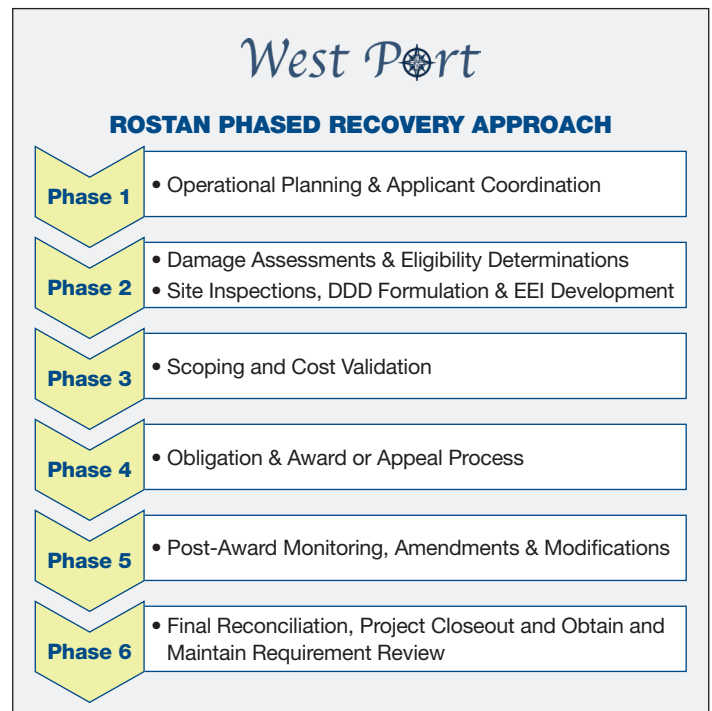 West Port
ROSTAN PHASED RECOVERY APPROACH
Phase 1
• Operational Planning & Applicant Coordination
Phase 2
• Damage Assessments & Eligibility Determinations
• Site Inspections, DDD Formulation & EEI Development
Phase 3
• Scoping and Cost Validation
Phase 4
• Obligation & Award or Appeal Process
Phase 5
• Post-Award Monitoring, Amendments & Modifications
Phase 6
• Final Reconciliation, Project Closeout and Obtain and
Maintain Requirement Review